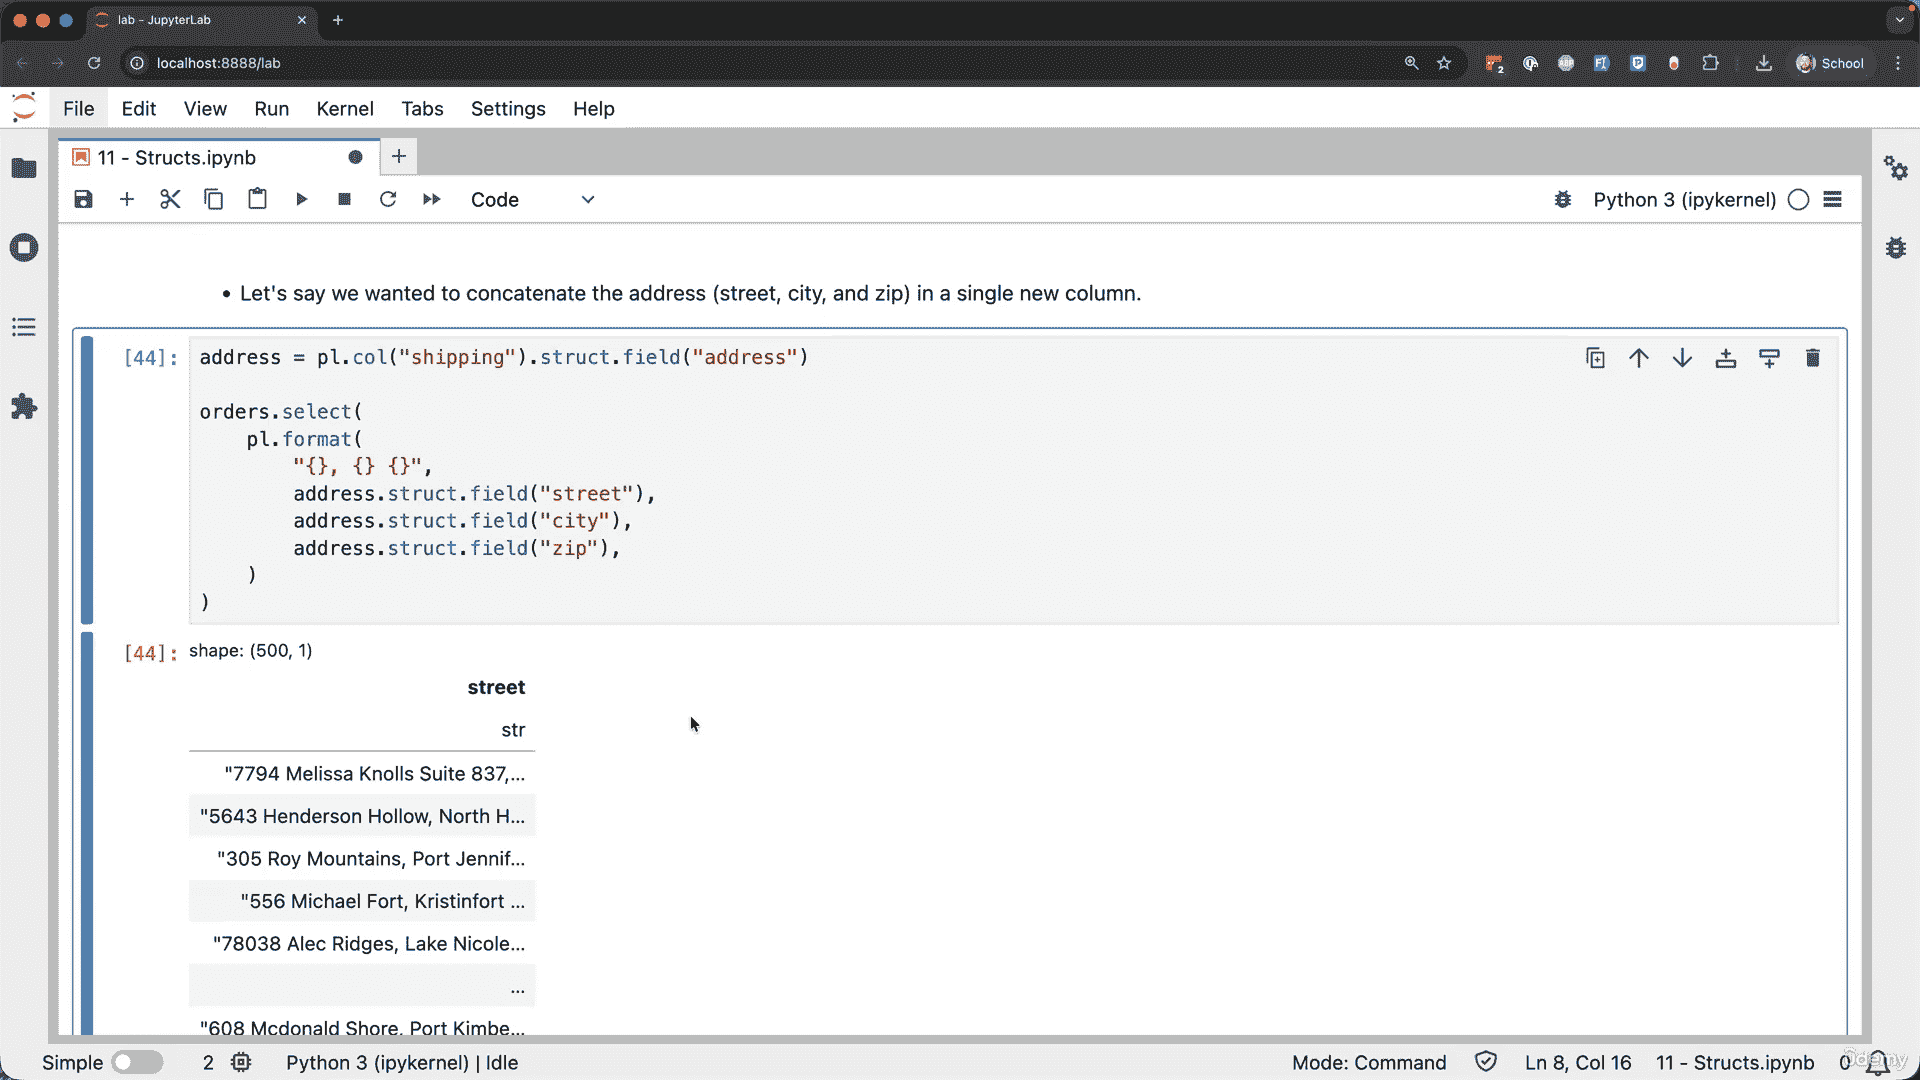 lab - JupyterLab
localhost:8888/lab
2
School
File Edit View Run Kernel Tabs Settings Help
11 - Structs.ipynb
Code
Python 3 (ipykernel)
• Let's say we wanted to concatenate the address (street, city, and zip) in a single new column.
[44]: address = pl.col("shipping").struct.field("address")
orders.select(
pl.format(
"{}, {} {}",
address.struct.field("street"),
address.struct.field("city"),
address.struct.field("zip"),
)
)
[44]: shape: (500, 1)
street
str
"7794 Melissa Knolls Suite 837,...
"5643 Henderson Hollow, North H...
"305 Roy Mountains, Port Jennif...
"556 Michael Fort, Kristinfort ...
"78038 Alec Ridges, Lake Nicole...
...
"608 Mcdonald Shore, Port Kimbe...
Simple 2 Python 3 (ipykernel) | Idle Mode: Command Ln 8, Col 16 11 - Structs.ipynb 0
Udemy